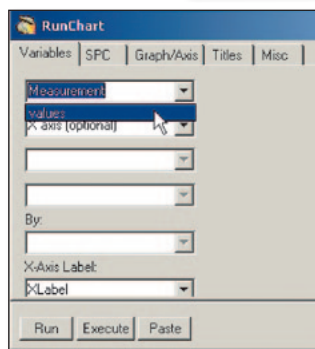 RunChart
Variables SPC Graph/Axis Titles Misc
Measurement
values
X axis (optional)
By:
X-Axis Label:
XLabel
Run Execute Paste